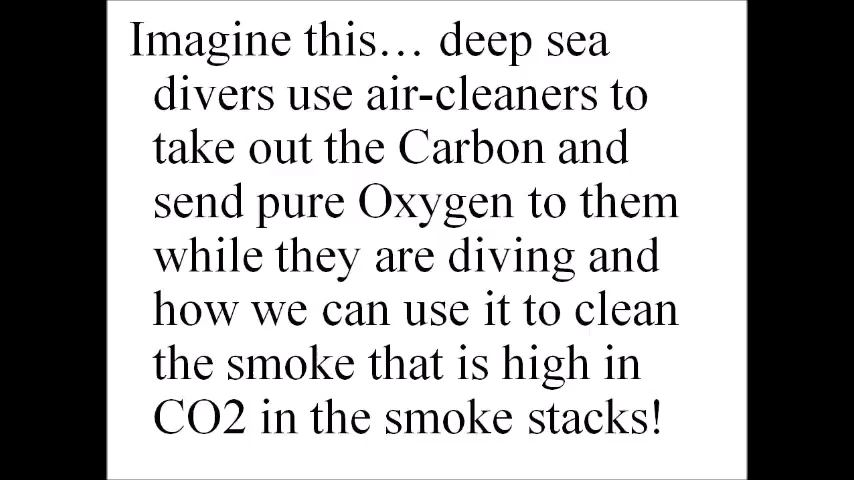 Imagine this… deep sea
divers use air-cleaners to
take out the Carbon and
send pure Oxygen to them
while they are diving and
how we can use it to clean
the smoke that is high in
CO2 in the smoke stacks!